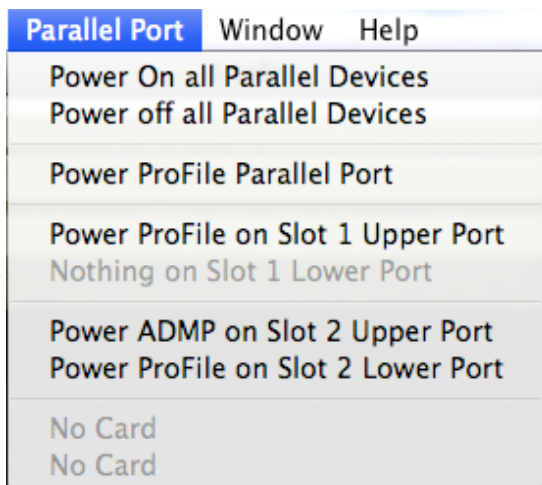 Parallel Port Window Help
Power On all Parallel Devices
Power off all Parallel Devices
Power ProFile Parallel Port
Power ProFile on Slot 1 Upper Port
Nothing on Slot 1 Lower Port
Power ADMP on Slot 2 Upper Port
Power ProFile on Slot 2 Lower Port
No Card
No Card